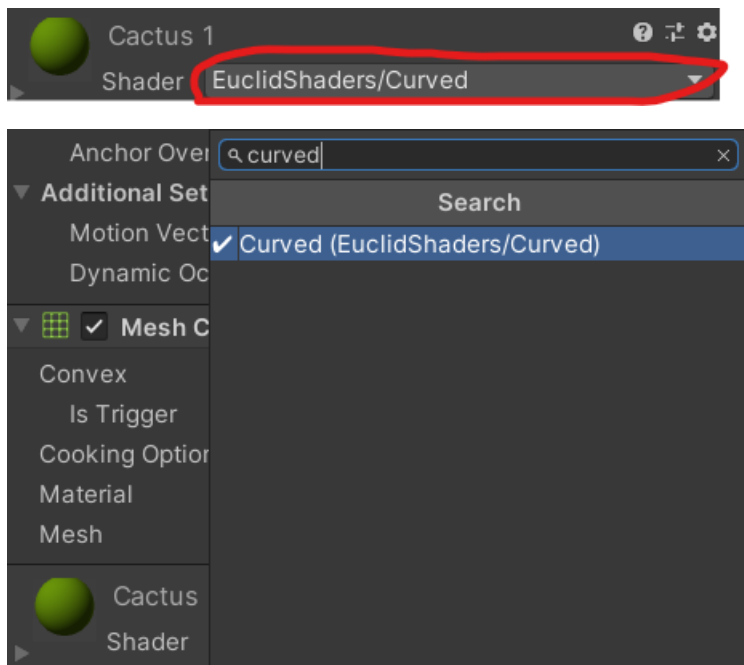 Cactus 1
Shader EuclidShaders/Curved
Anchor Over
curved
Additional Set
Search
Motion Vect
Curved (EuclidShaders/Curved)
Dynamic Oc
Mesh C
Convex
Is Trigger
Cooking Option
Material
Mesh
Cactus
Shader